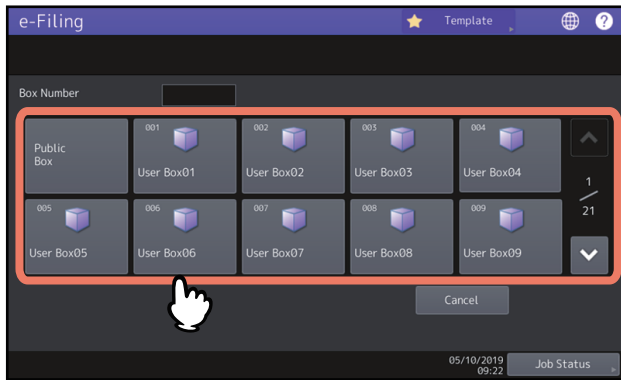 e-Filing
Template
?
Box Number
Public
Box
001
User Box01
002
User Box02
003
User Box03
004
User Box04
1
21
005
User Box05
006
User Box06
007
User Box07
008
User Box08
009
User Box09
Cancel
05/10/2019
09:22
Job Status